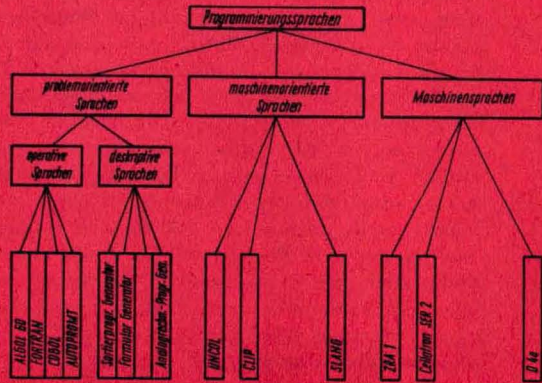 Programmierungssprachen
problemorientierte
Sprachen
maschinenorientierte
Sprachen
Maschinensprachen
operative
Sprachen
deskriptive
Sprachen
ALGOL 60
FORTRAN
COBOL
AUTOPROMT
Sortierprogr. Generator
Formular Generator
Analogrechn.-Progr. Gen.
UNCOL
CLIP
SLANG
ZRA 1
Cellatron SER 2
D 4a